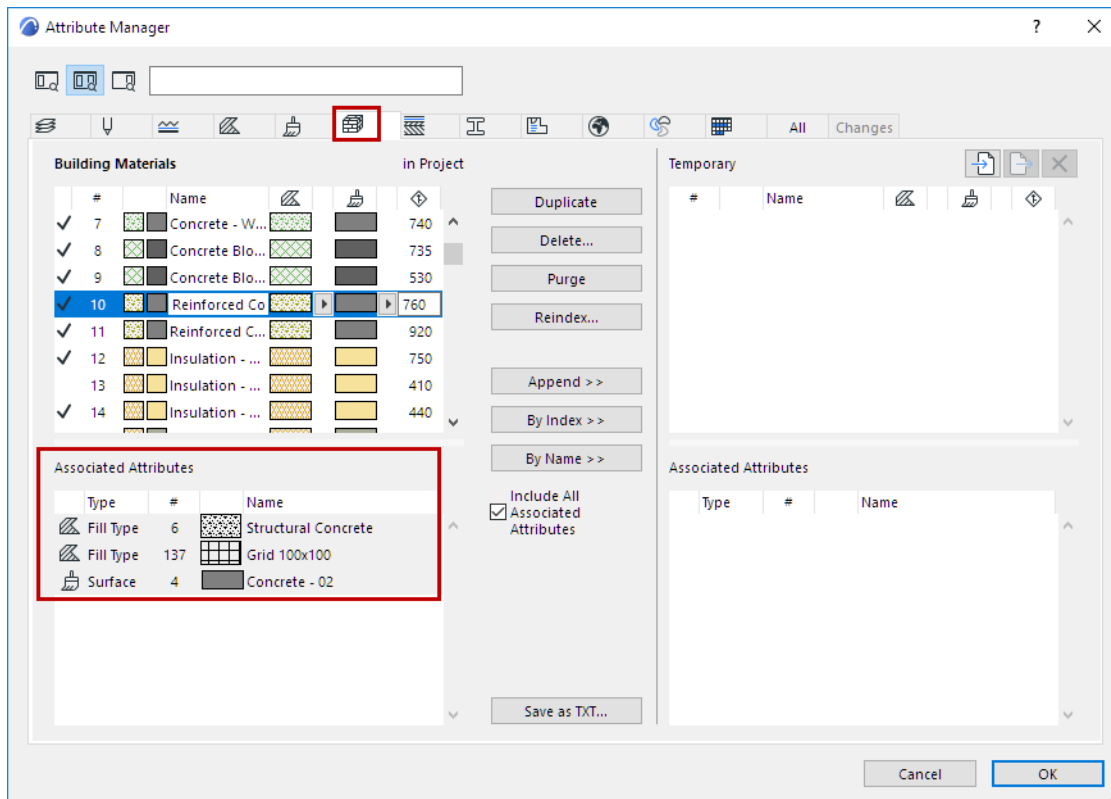 Attribute Manager
?
All
Changes
Building Materials
in Project
# Name
7 Concrete - W... 740
8 Concrete Blo... 735
9 Concrete Blo... 530
10 Reinforced Co 760
11 Reinforced C... 920
12 Insulation - ... 750
13 Insulation - ... 410
14 Insulation - ... 440
Associated Attributes
Type # Name
Fill Type 6 Structural Concrete
Fill Type 137 Grid 100x100
Surface 4 Concrete - 02
Duplicate
Delete...
Purge
Reindex...
Append >>
By Index >>
By Name >>
Include All
Associated
Attributes
Save as TXT...
Temporary
# Name
Associated Attributes
Type # Name
Cancel
OK